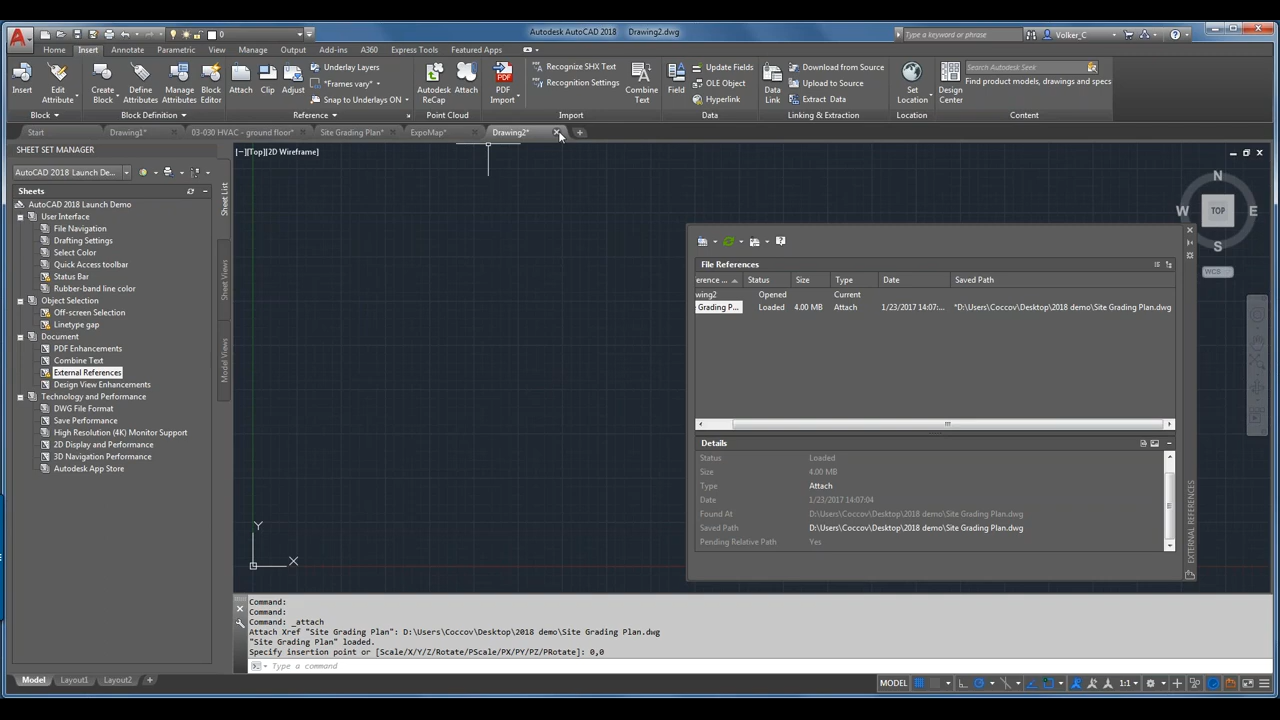 Autodesk AutoCAD 2018 Drawing2.dwg
Type a keyword or phrase
Volker_C
0
Home Insert Annotate Parametric View Manage Output Add-ins A360 Express Tools Featured Apps
Insert
Edit Attribute
Create Block
Define Attributes
Manage Attributes
Block Editor
Attach
Clip
Adjust
Underlay Layers
*Frames vary*
Snap to Underlays ON
Autodesk ReCap
Attach
PDF Import
Recognize SHX Text
Recognition Settings
Combine Text
Field
Update Fields
OLE Object
Hyperlink
Data Link
Download from Source
Upload to Source
Extract Data
Set Location
Design Center
Search Autodesk Content
Find product models, drawings and specs
Block Block Definition Reference Point Cloud Import Data Linking & Extraction Location Content
Start Drawing1* 03-030 HVAC - ground floor* Site Grading Plan* ExpoMap* Drawing2*
SHEET SET MANAGER
AutoCAD 2018 Launch De...
Sheets
AutoCAD 2018 Launch Demo
User Interface
File Navigation
Drafting Settings
Select Color
Quick Access toolbar
Status Bar
Rubber-band line color
Object Selection
Off-screen Selection
Linetype gap
Document
PDF Enhancements
Combine Text
External References
Design View Enhancements
Technology and Performance
DWG File Format
Save Performance
High Resolution (4K) Monitor Support
2D Display and Performance
3D Navigation Performance
Autodesk App Store
Sheet List
Sheet Views
Model Views
[−][Top][2D Wireframe]
N
W TOP E
S
WCS
Y
X
File References
erence ... Status Size Type Date Saved Path
wing2 Opened Current
Grading P... Loaded 4.00 MB Attach 1/23/2017 14:07:... *D:\Users\Coccov\Desktop\2018 demo\Site Grading Plan.dwg
Details
Status Loaded
Size 4.00 MB
Type Attach
Date 1/23/2017 14:07:04
Found At D:\Users\Coccov\Desktop\2018 demo\Site Grading Plan.dwg
Saved Path D:\Users\Coccov\Desktop\2018 demo\Site Grading Plan.dwg
Pending Relative Path Yes
EXTERNAL REFERENCES
Command:
Command:
Command: _attach
Attach Xref "Site Grading Plan": D:\Users\Coccov\Desktop\2018 demo\Site Grading Plan.dwg
"Site Grading Plan" loaded.
Specify insertion point or [Scale/X/Y/Z/Rotate/PScale/PX/PY/PZ/PRotate]: 0,0
Type a command
Model Layout1 Layout2 +
MODEL
1:1